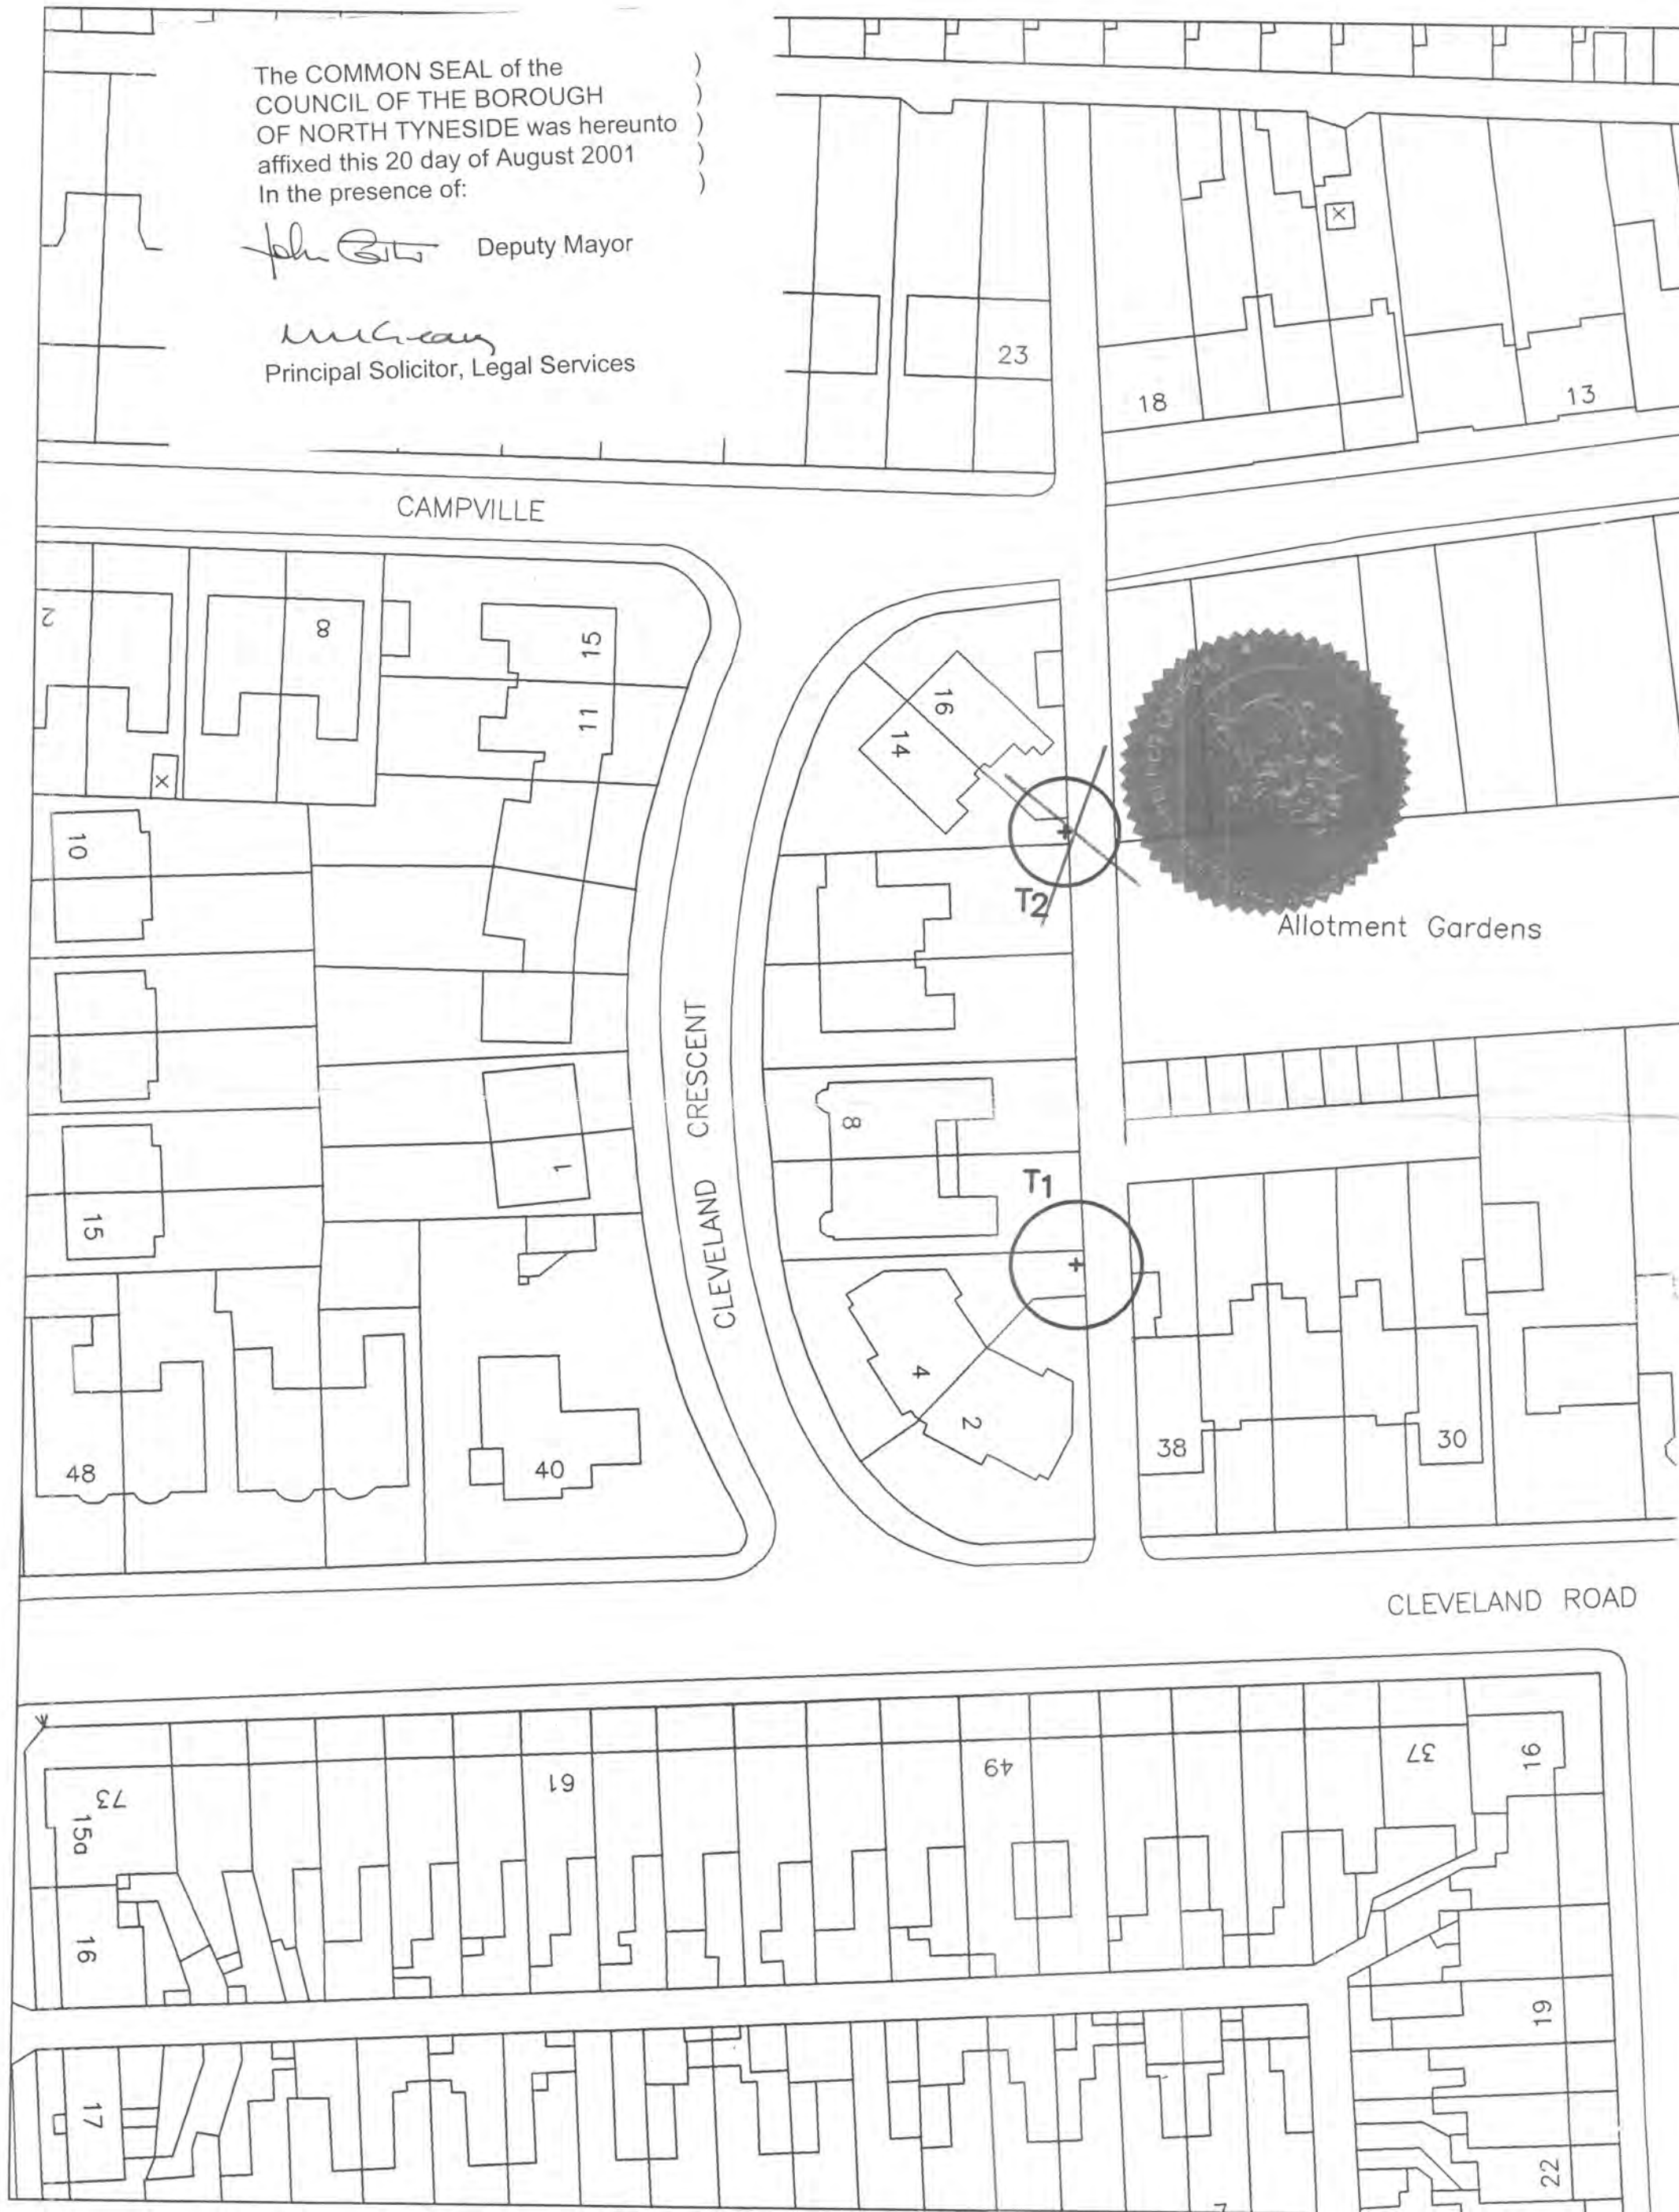 The COMMON SEAL of the )
COUNCIL OF THE BOROUGH )
OF NORTH TYNESIDE was hereunto )
affixed this 20 day of August 2001 )
In the presence of: )
Deputy Mayor
Principal Solicitor, Legal Services
23
18
13
X
CAMPVILLE
2
8
15
11
X
16
14
T2
Allotment Gardens
10
CLEVELAND CRESCENT
8
1
T1
15
4
2
48
40
38
30
CLEVELAND ROAD
73
15a
61
49
37
16
16
19
17
22